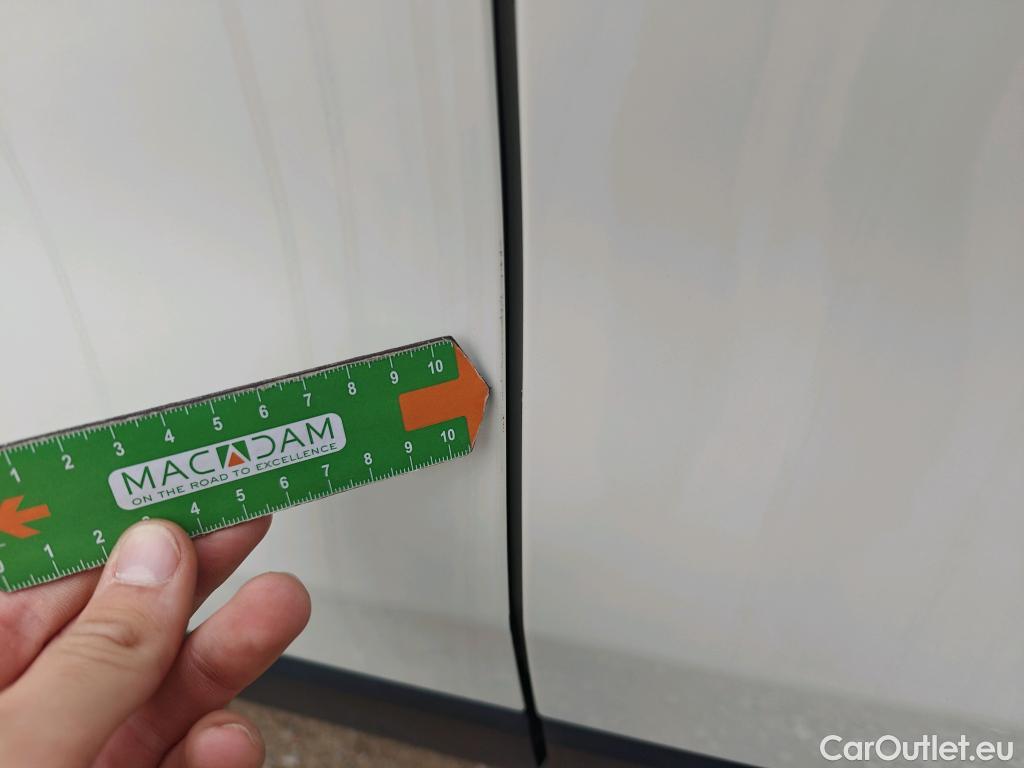 1 2 3 4 5 6 7 8 9 10
MACADAM
ON THE ROAD TO EXCELLENCE
0 1 2 3 4 5 6 7 8 9 10
CarOutlet.eu